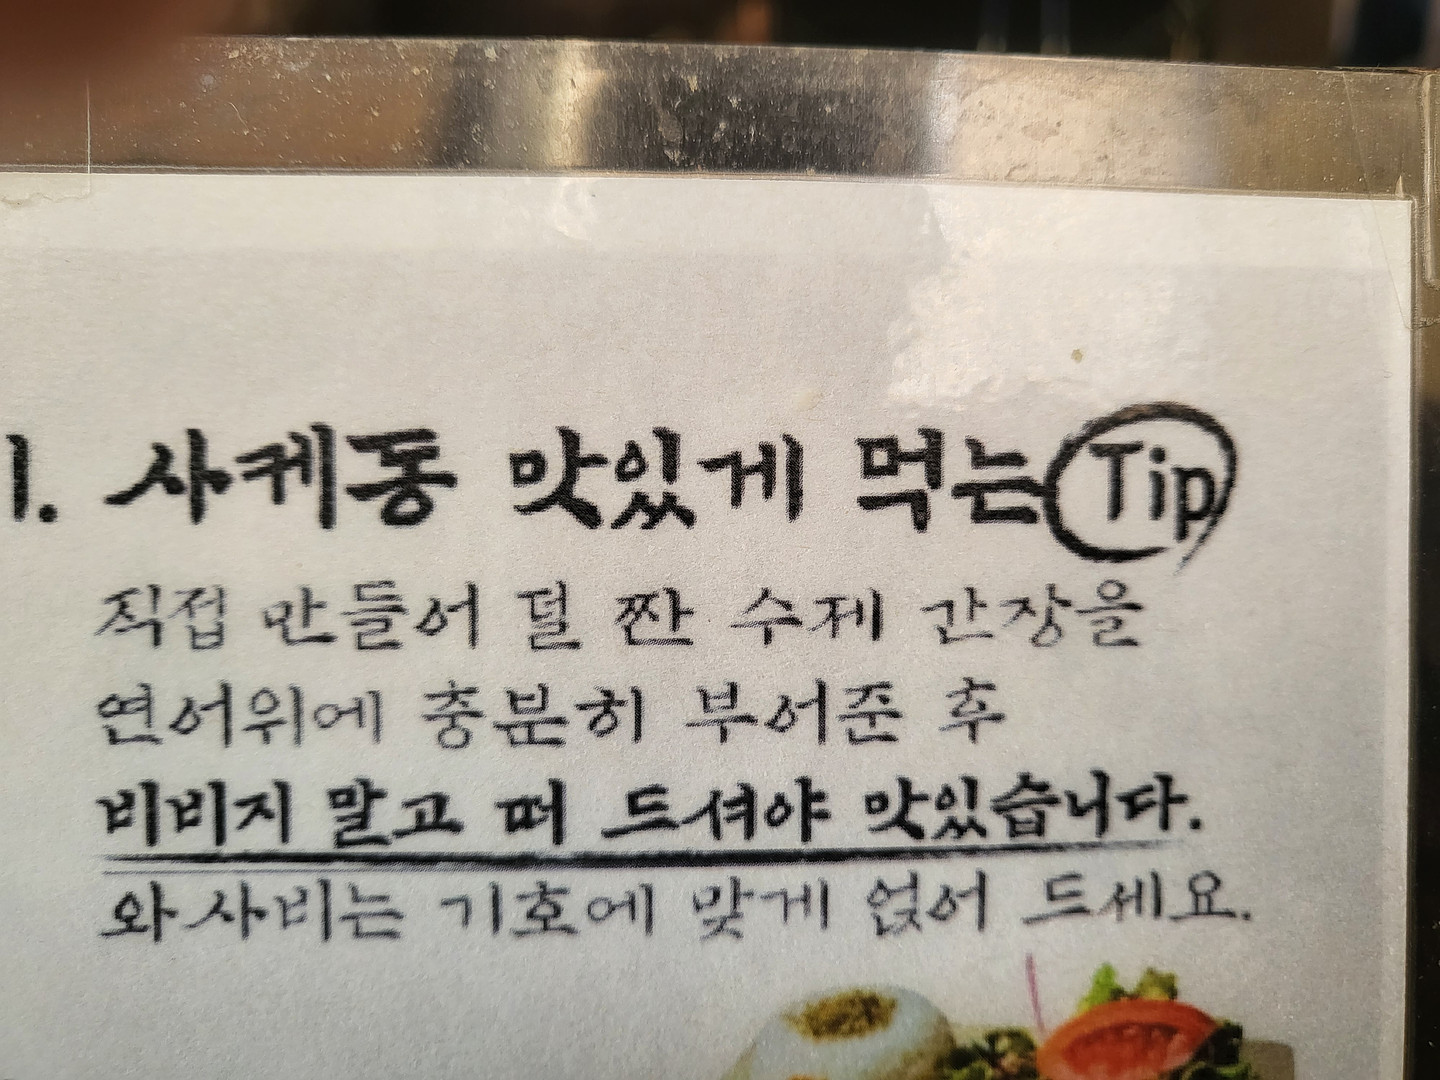 1. 사케동 맛있게 먹는 Tip
직접 만들어 덜 짠 수제 간장을
연어위에 충분히 부어준 후
비비지 말고 떠 드셔야 맛있습니다.
와사비는 기호에 맞게 얹어 드세요.